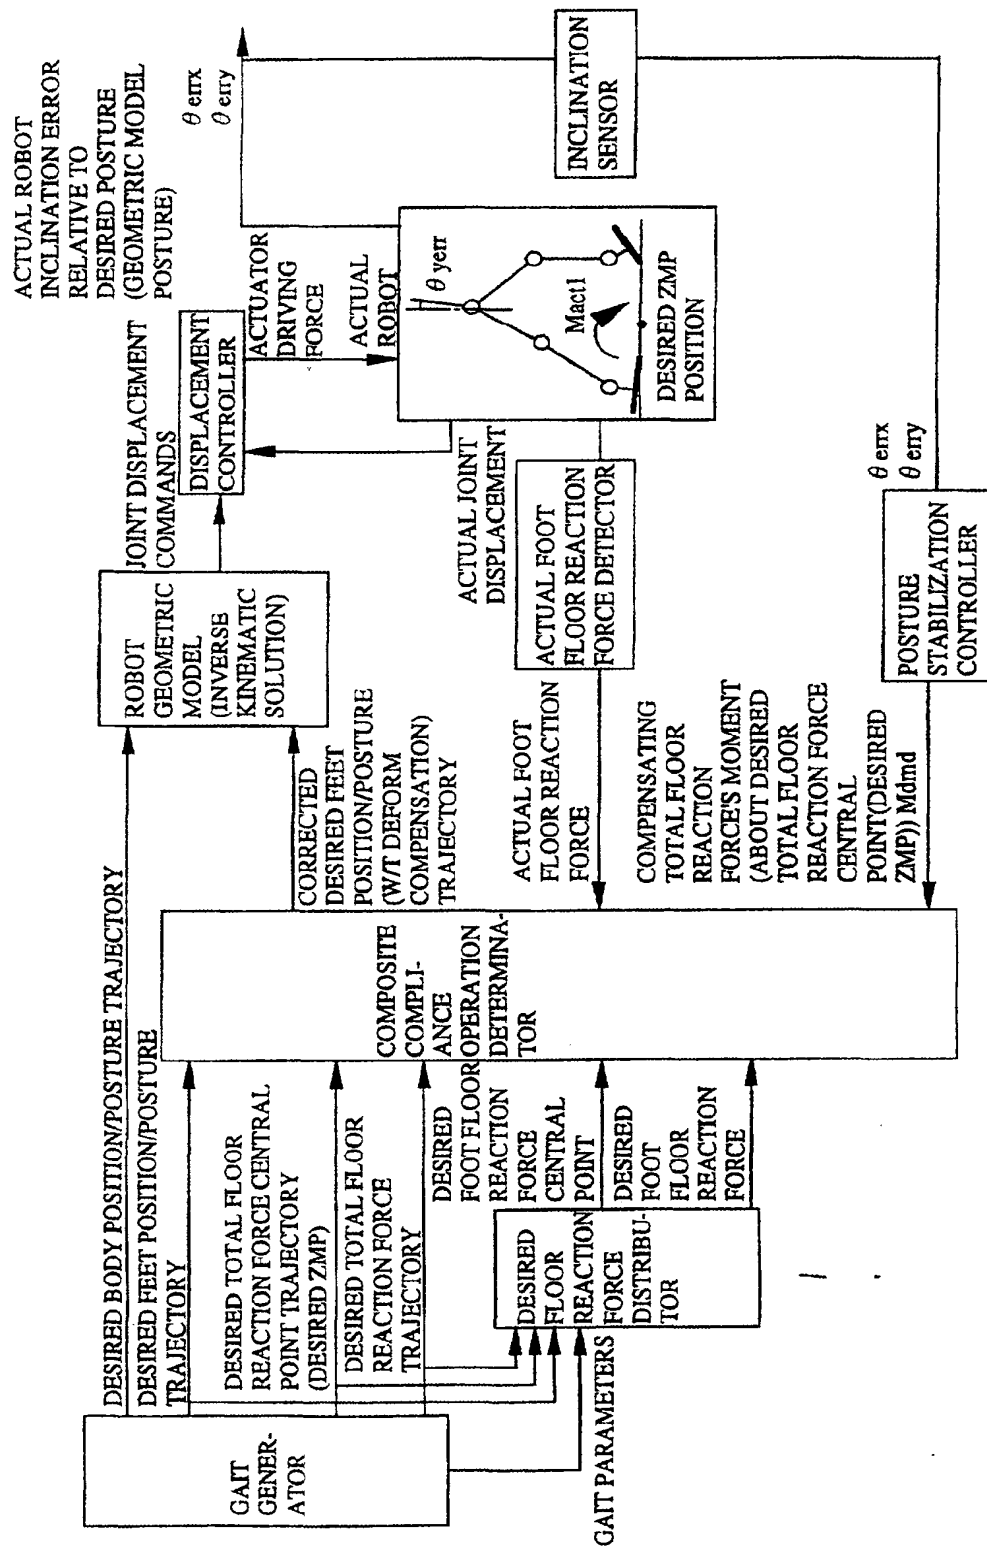 GAIT
GENER-
ATOR
DESIRED BODY POSITION/POSTURE TRAJECTORY
DESIRED FEET POSITION/POSTURE
TRAJECTORY
DESIRED TOTAL FLOOR
REACTION FORCE CENTRAL
POINT TRAJECTORY
(DESIRED ZMP)
DESIRED TOTAL FLOOR
REACTION FORCE
TRAJECTORY
GAIT PARAMETERS
DESIRED
FLOOR
REACTION
FORCE
DISTRIBU-
TOR
DESIRED
FOOT FLOOR
REACTION
FORCE
CENTRAL
POINT
DESIRED
FOOT
FLOOR
REACTION
FORCE
COMPOSITE
COMPLI-
ANCE
OPERATION
DETERMINA-
TOR
CORRECTED
DESIRED FEET
POSITION/POSTURE
(W/T DEFORM
COMPENSATION)
TRAJECTORY
ROBOT
GEOMETRIC
MODEL
(INVERSE
KINEMATIC
SOLUTION)
JOINT DISPLACEMENT
COMMANDS
DISPLACEMENT
CONTROLLER
ACTUATOR
DRIVING
FORCE
ACTUAL
ROBOT
ACTUAL ROBOT
INCLINATION ERROR
RELATIVE TO
DESIRED POSTURE
(GEOMETRIC MODEL
POSTURE)
θ errx
θ erry
θ yerr
Mact1
DESIRED ZMP
POSITION
ACTUAL JOINT
DISPLACEMENT
ACTUAL FOOT
FLOOR REACTION
FORCE DETECTOR
ACTUAL FOOT
FLOOR REACTION
FORCE
INCLINATION
SENSOR
θ errx
θ erry
POSTURE
STABILIZATION
CONTROLLER
COMPENSATING
TOTAL FLOOR
REACTION
FORCE'S MOMENT
(ABOUT DESIRED
TOTAL FLOOR
REACTION FORCE
CENTRAL
POINT(DESIRED
ZMP)) Mdmd